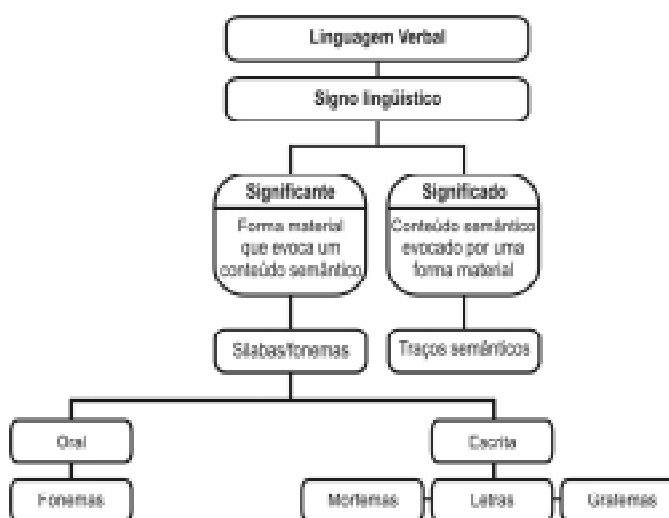 Linguagem Verbal
Signo lingüístico
Significante
Forma material
que evoca um
conteúdo semântico
Significado
Conteúdo semântico
evocado por uma
forma material
Sílabas/fonemas
Traços semânticos
Oral
Escrita
Fonemas
Morfemas
Letras
Grafemas